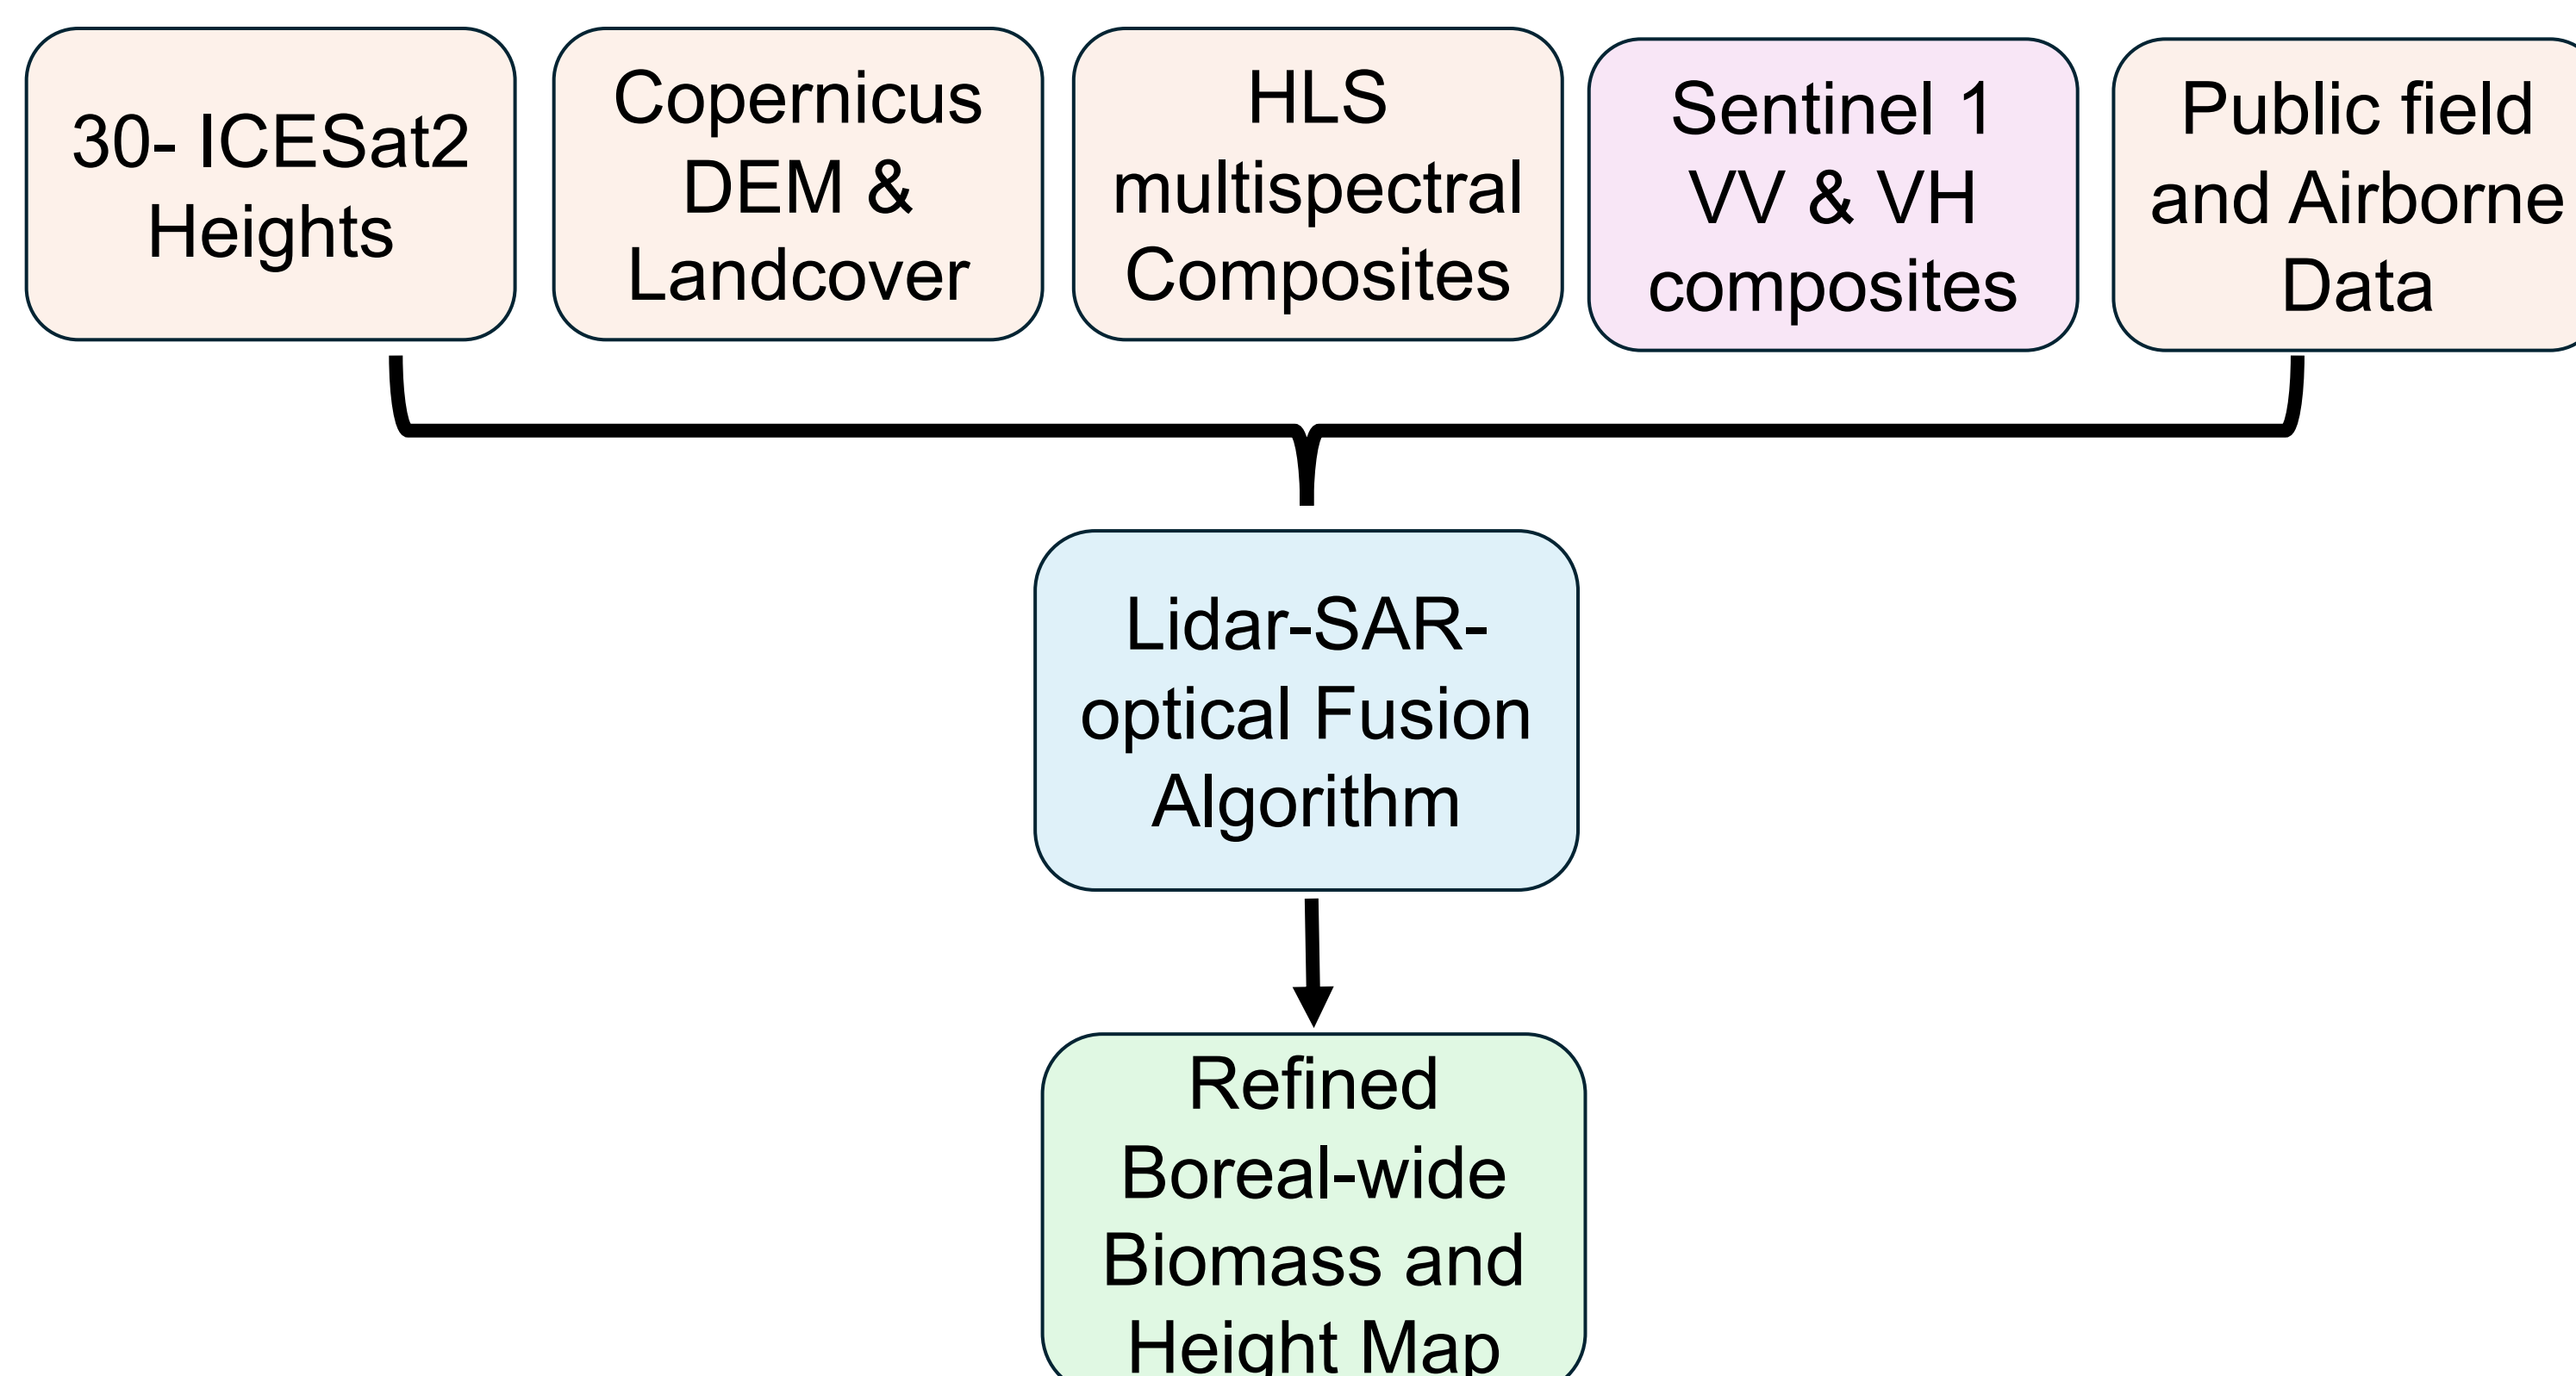 30- ICESat2
Heights
Copernicus
DEM &
Landcover
HLS
multispectral
Composites
Sentinel 1
VV & VH
composites
Public field
and Airborne
Data
Lidar-SAR-
optical Fusion
Algorithm
Refined
Boreal-wide
Biomass and
Height Map